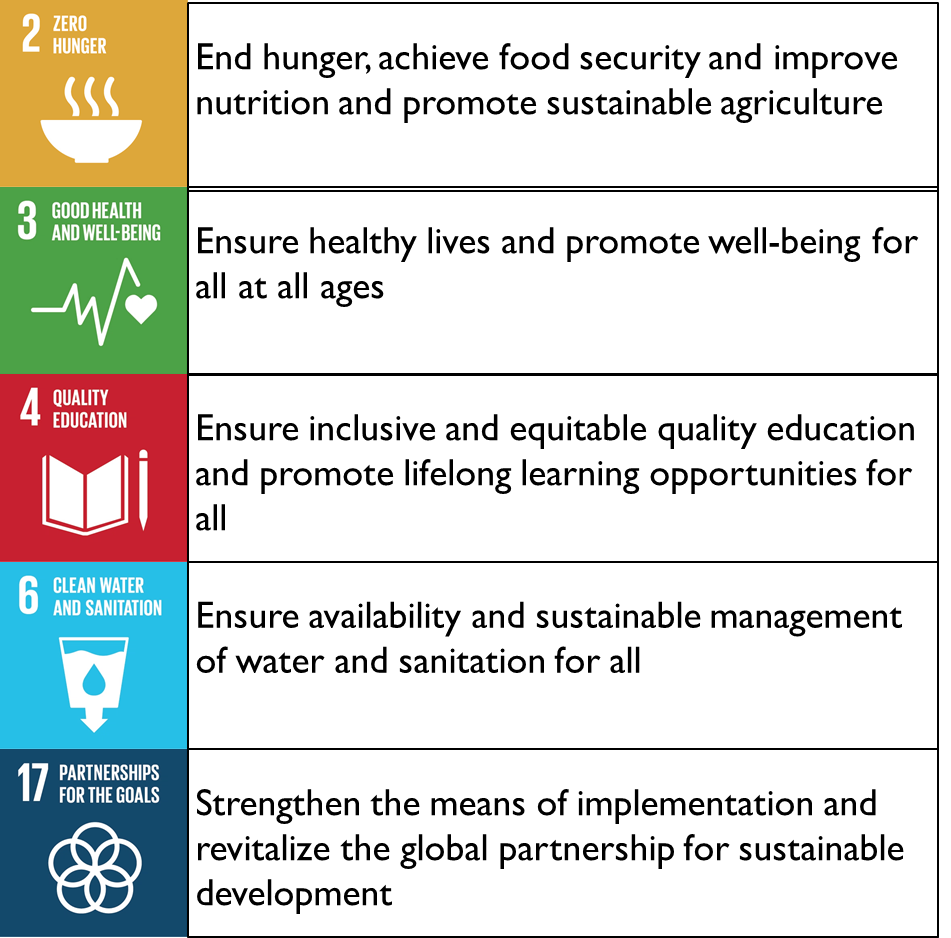 2 ZERO
HUNGER
End hunger, achieve food security and improve
nutrition and promote sustainable agriculture
3 GOOD HEALTH
AND WELL-BEING
Ensure healthy lives and promote well-being for
all at all ages
4 QUALITY
EDUCATION
Ensure inclusive and equitable quality education
and promote lifelong learning opportunities for
all
6 CLEAN WATER
AND SANITATION
Ensure availability and sustainable management
of water and sanitation for all
17 PARTNERSHIPS
FOR THE GOALS
Strengthen the means of implementation and
revitalize the global partnership for sustainable
development